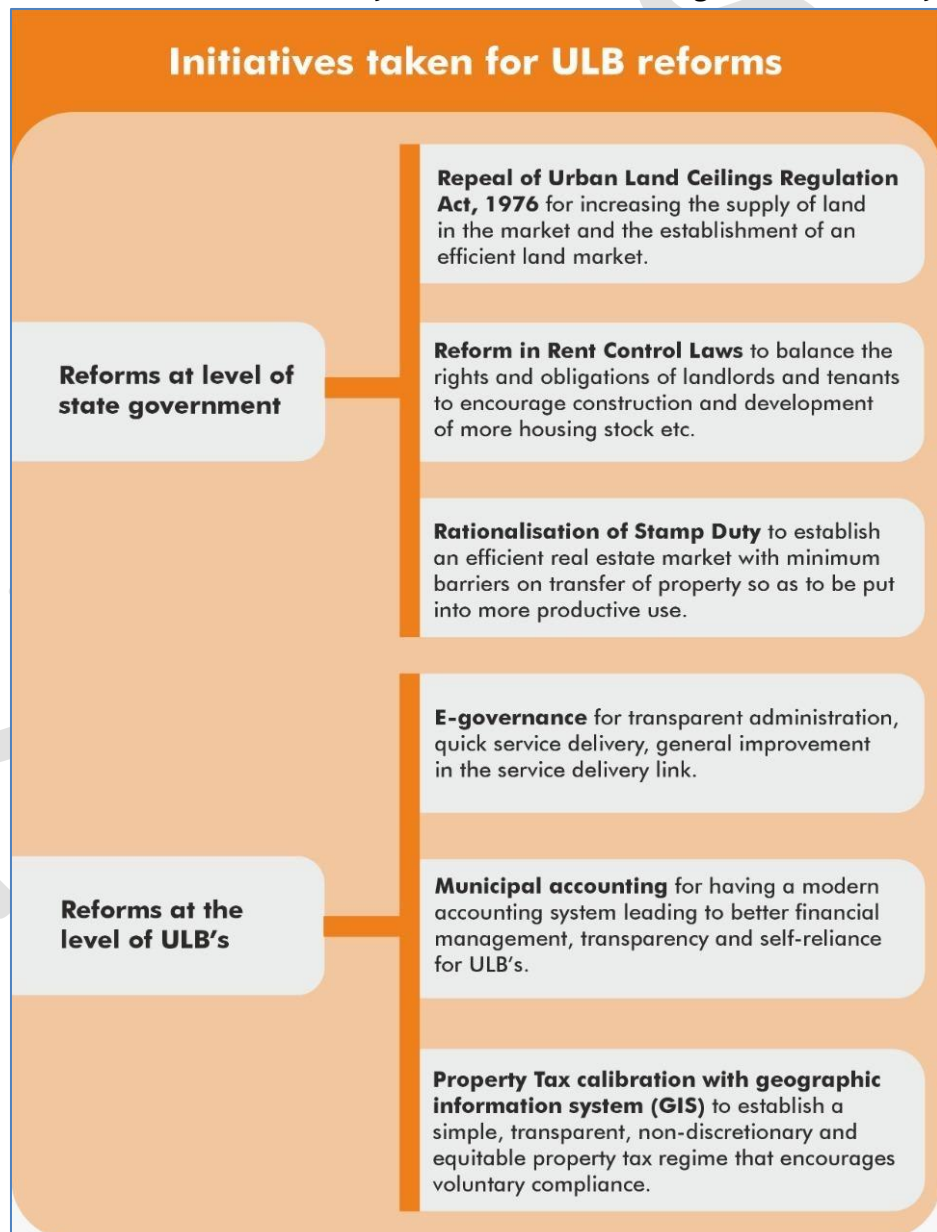 Initiatives taken for ULB reforms
Reforms at level of
state government
Repeal of Urban Land Ceilings Regulation
Act, 1976 for increasing the supply of land
in the market and the establishment of an
efficient land market.
Reform in Rent Control Laws to balance the
rights and obligations of landlords and tenants
to encourage construction and development
of more housing stock etc.
Rationalisation of Stamp Duty to establish
an efficient real estate market with minimum
barriers on transfer of property so as to be put
into more productive use.
Reforms at the
level of ULB's
E-governance for transparent administration,
quick service delivery, general improvement
in the service delivery link.
Municipal accounting for having a modern
accounting system leading to better financial
management, transparency and self-reliance
for ULB's.
Property Tax calibration with geographic
information system (GIS) to establish a
simple, transparent, non-discretionary and
equitable property tax regime that encourages
voluntary compliance.